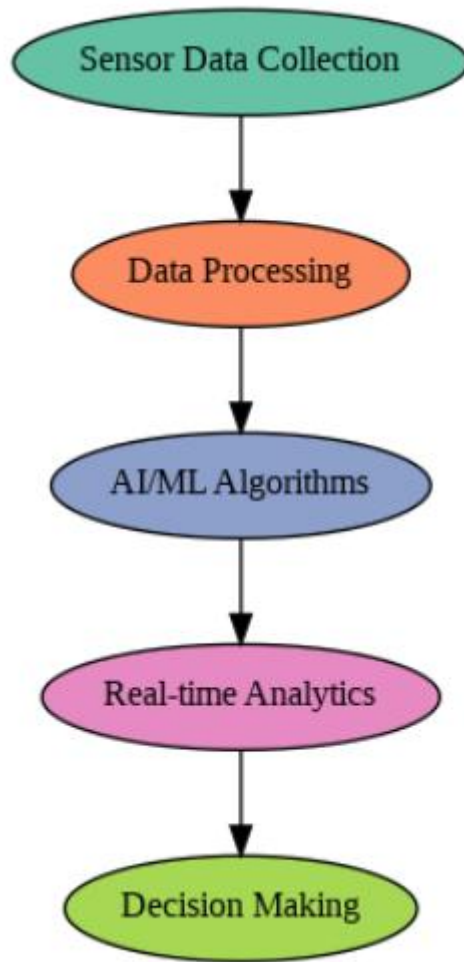 Sensor Data Collection
Data Processing
AI/ML Algorithms
Real-time Analytics
Decision Making